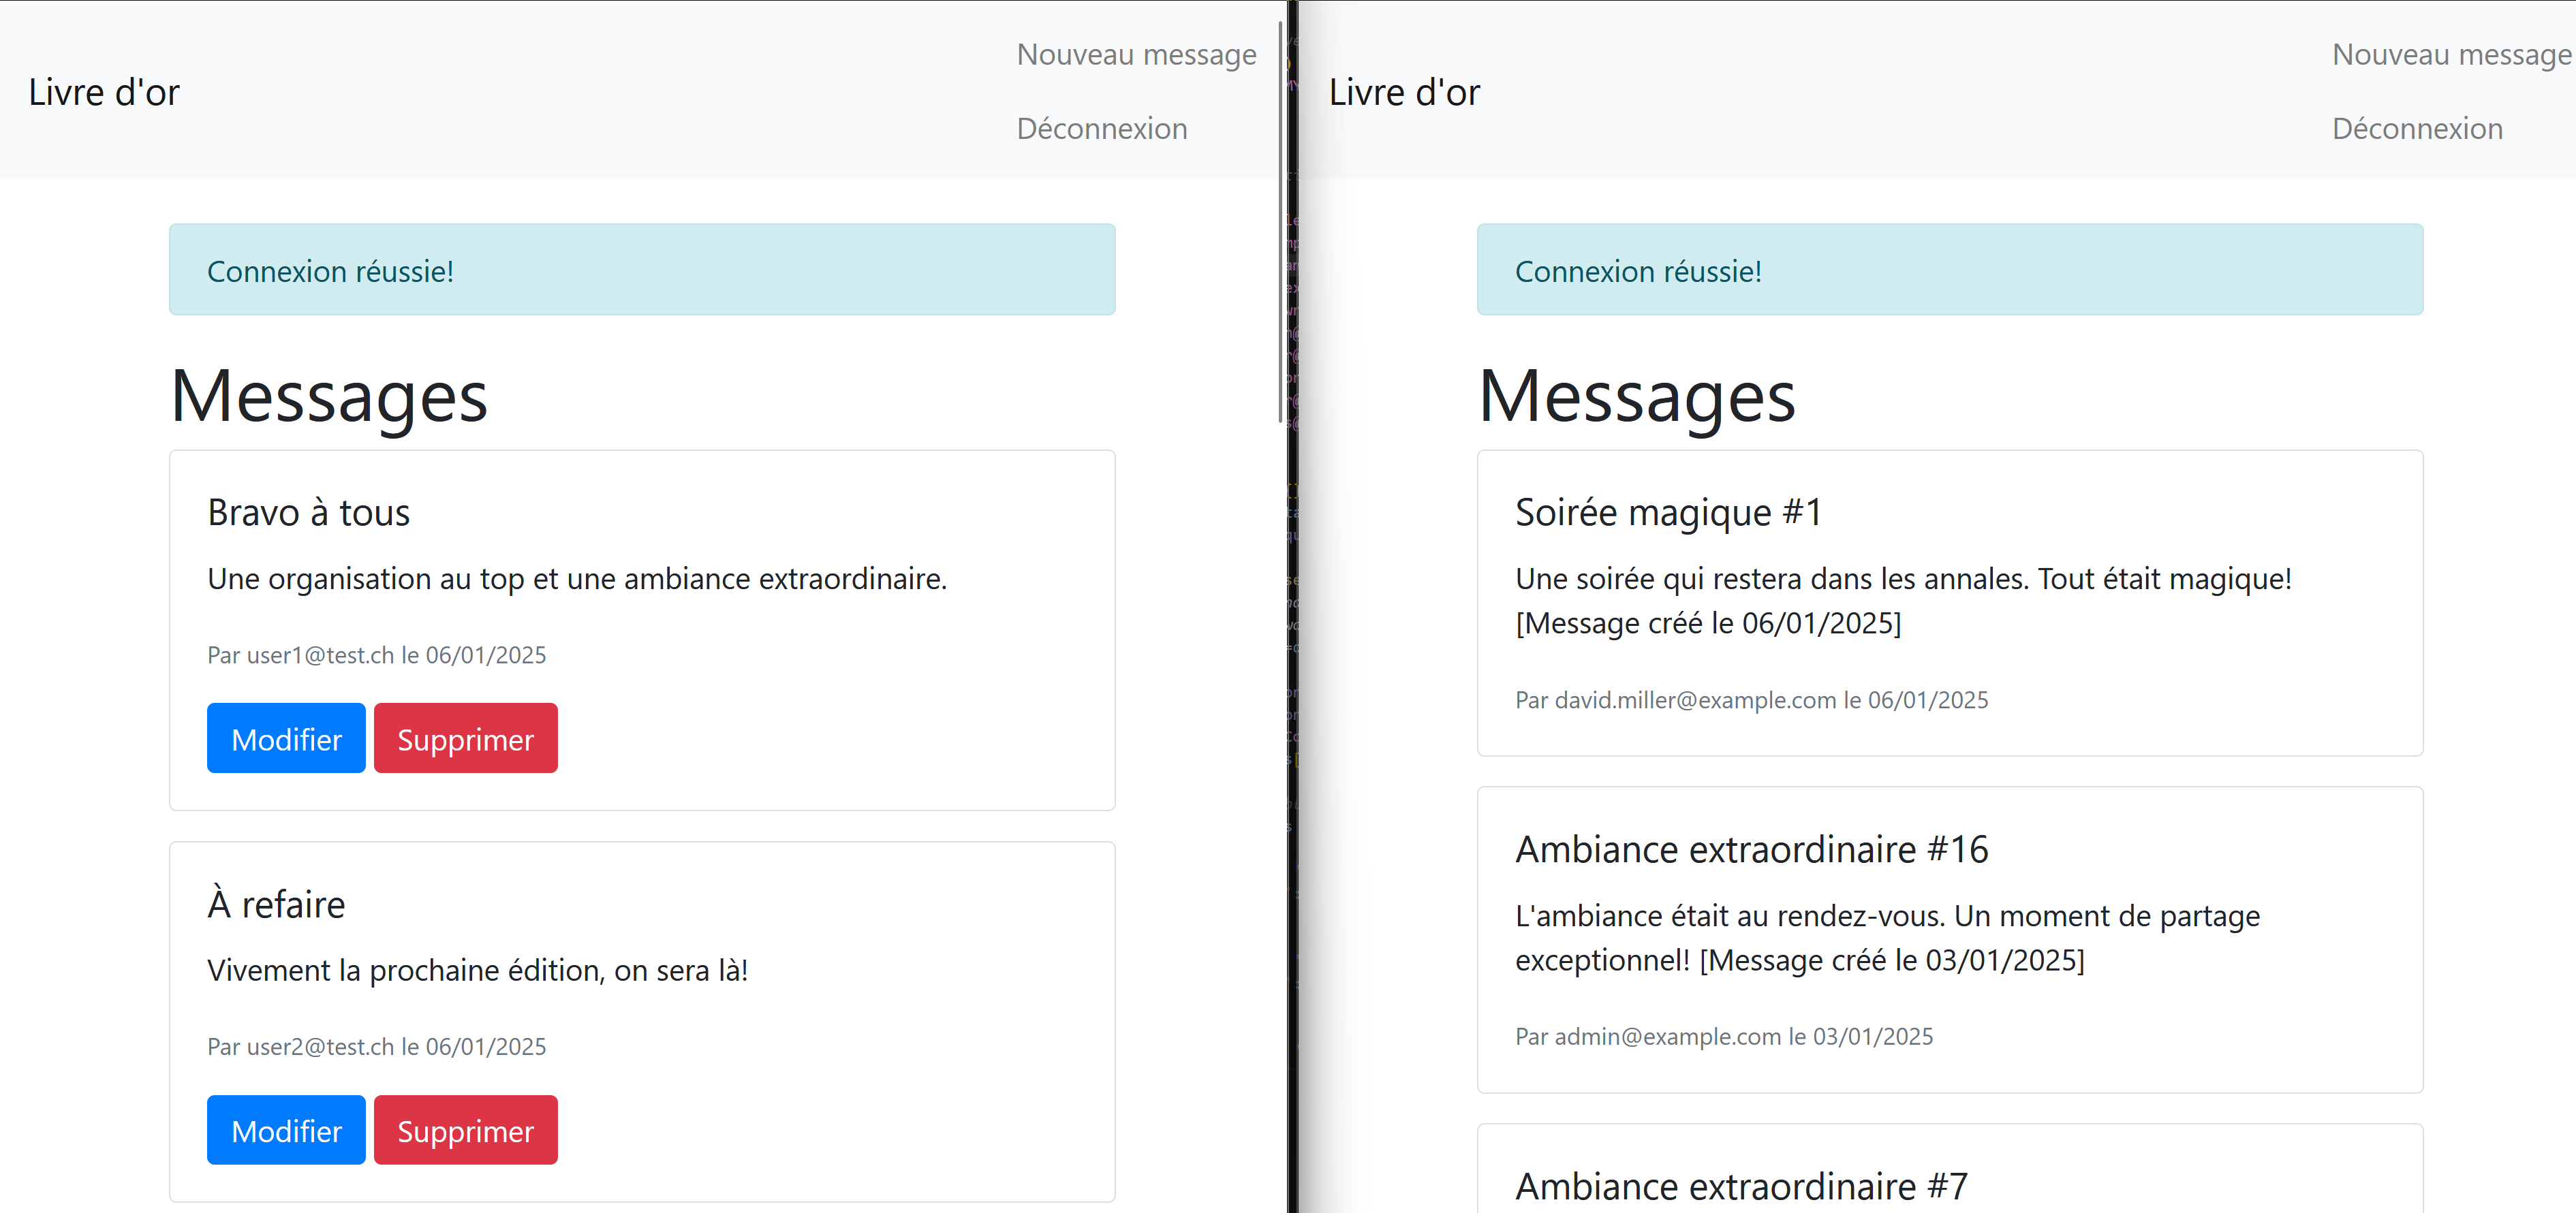 Livre d'or
Nouveau message
Déconnexion
Connexion réussie!
Messages
Bravo à tous
Une organisation au top et une ambiance extraordinaire.
Par user1@test.ch le 06/01/2025
Modifier Supprimer
À refaire
Vivement la prochaine édition, on sera là!
Par user2@test.ch le 06/01/2025
Modifier Supprimer
Livre d'or
Nouveau message
Déconnexion
Connexion réussie!
Messages
Soirée magique #1
Une soirée qui restera dans les annales. Tout était magique!
[Message créé le 06/01/2025]
Par david.miller@example.com le 06/01/2025
Ambiance extraordinaire #16
L'ambiance était au rendez-vous. Un moment de partage
exceptionnel! [Message créé le 03/01/2025]
Par admin@example.com le 03/01/2025
Ambiance extraordinaire #7